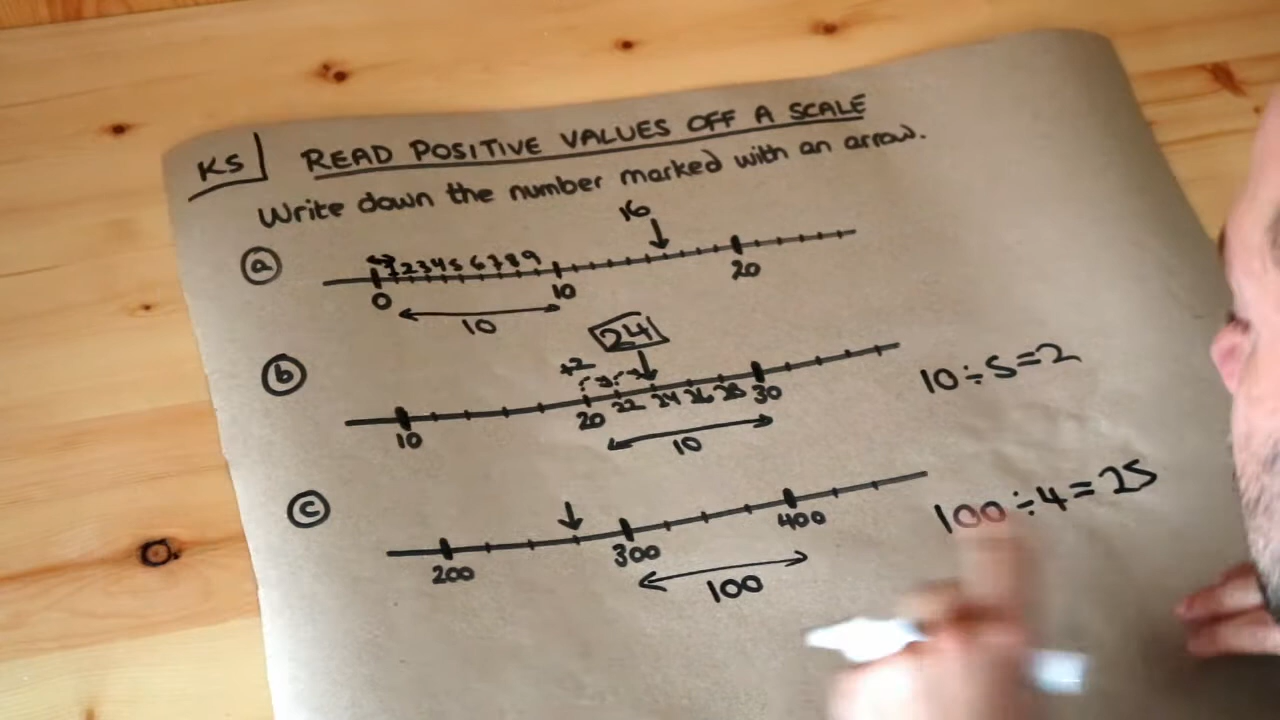 K5 READ POSITIVE VALUES OFF A SCALE
Write down the number marked with an arrow.
16
a 1 2 3 4 5 6 7 8 9
0 10 20
10
24
b +2
10 20 22 24 26 28 30
10
10÷5=2
c
200 300 400
100
100÷4=25